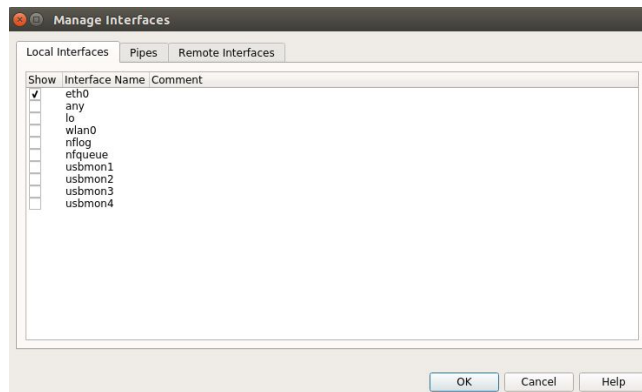 Manage Interfaces
Local Interfaces Pipes Remote Interfaces
Show Interface Name Comment
eth0
any
lo
wlan0
nflog
nfqueue
usbmon1
usbmon2
usbmon3
usbmon4
OK Cancel Help